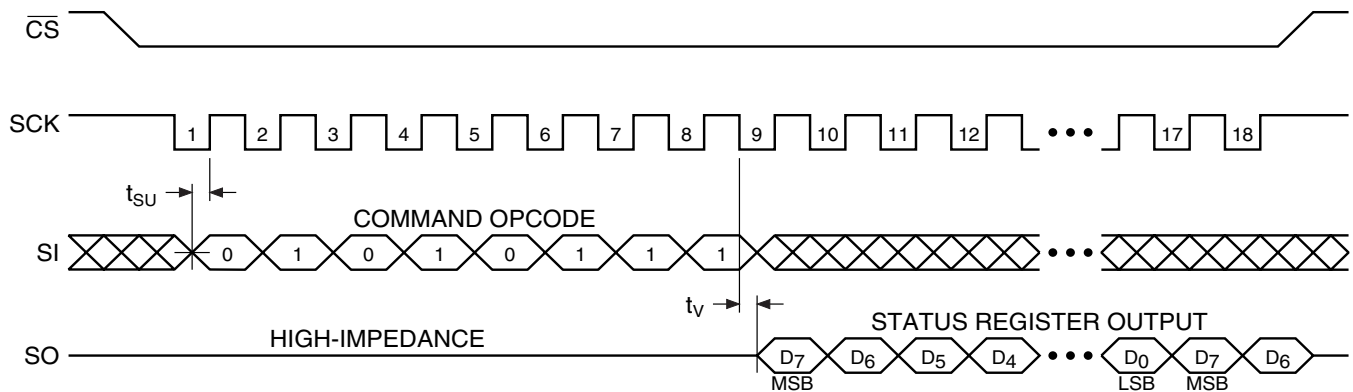 CS
SCK 1 2 3 4 5 6 7 8 9 10 11 12 ••• 17 18
tSU
COMMAND OPCODE
SI 0 1 0 1 0 1 1 1 •••
tV
HIGH-IMPEDANCE
STATUS REGISTER OUTPUT
SO D7 D6 D5 D4 ••• D0 D7 D6
MSB LSB MSB